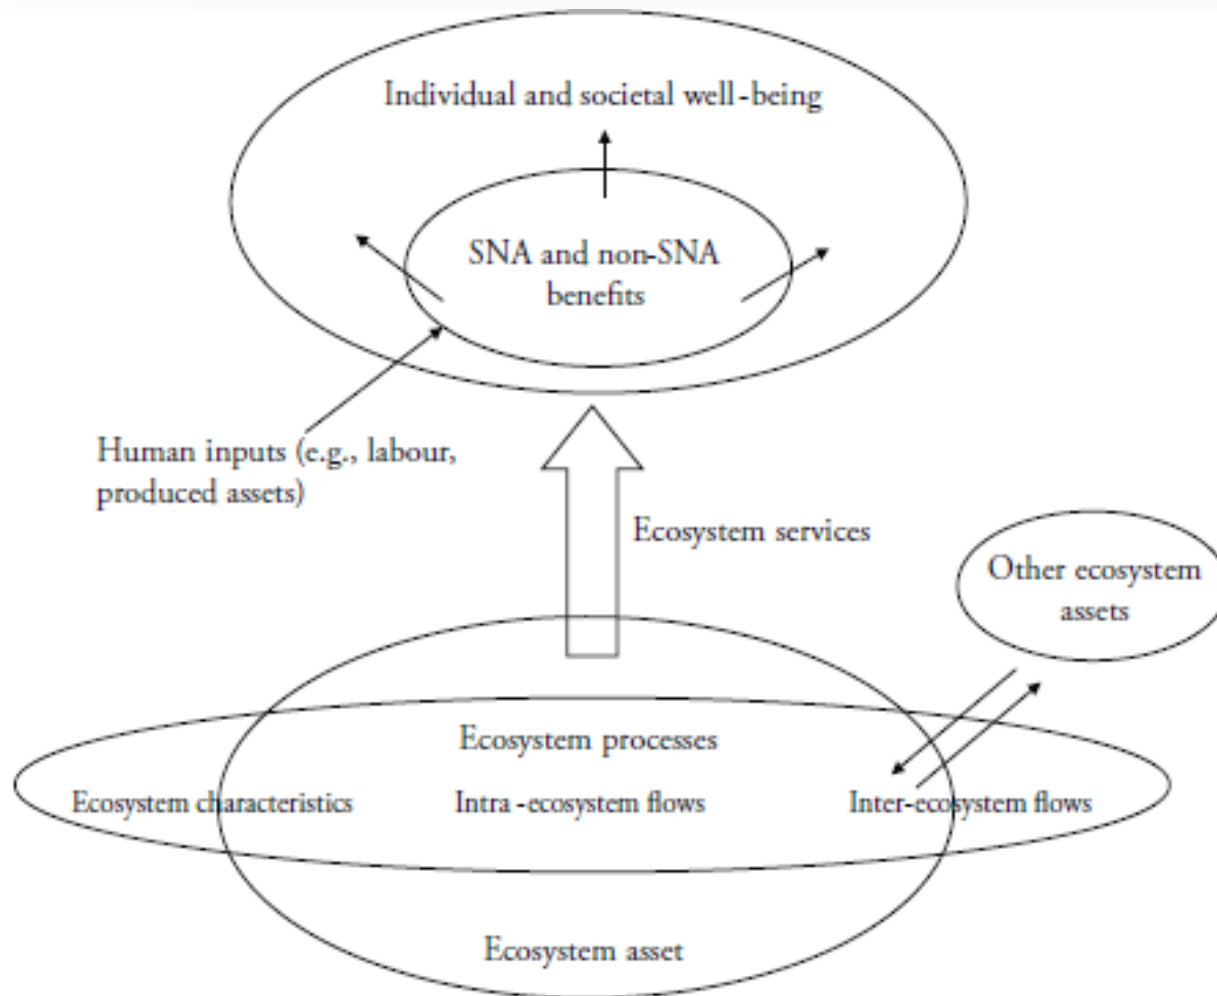 Individual and societal well-being
SNA and non-SNA
benefits
Human inputs (e.g., labour,
produced assets)
Ecosystem services
Other ecosystem
assets
Ecosystem processes
Ecosystem characteristics
Intra-ecosystem flows
Inter-ecosystem flows
Ecosystem asset